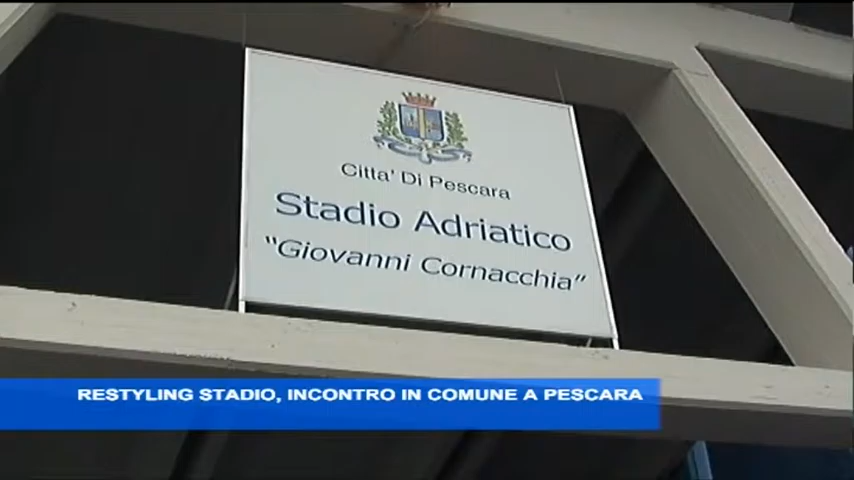 Citta' Di Pescara
Stadio Adriatico
"Giovanni Cornacchia"
RESTYLING STADIO, INCONTRO IN COMUNE A PESCARA